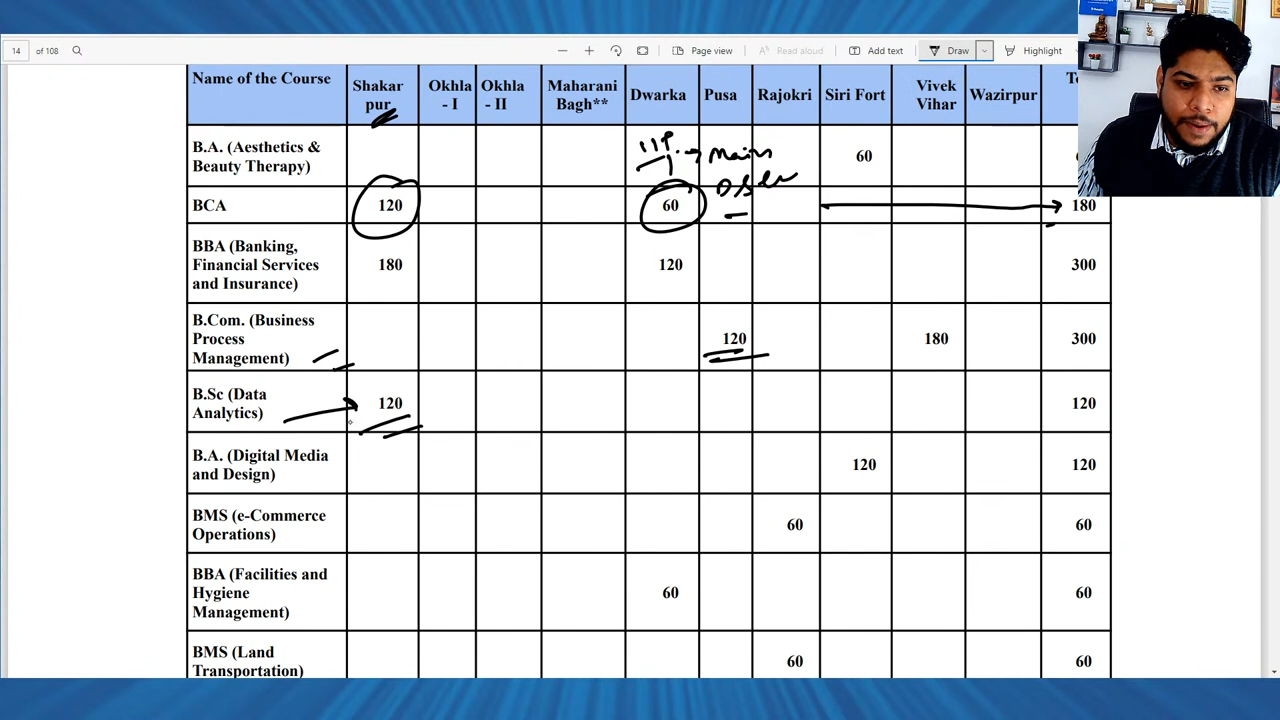 14 of 108 Page view Read aloud Add text Draw Highlight
Name of the Course Shakar pur Okhla - I Okhla - II Maharani Bagh** Dwarka Pusa Rajokri Siri Fort Vivek Vihar Wazirpur
B.A. (Aesthetics & Beauty Therapy) 60
Main
BCA 120 60 180
BBA (Banking, Financial Services and Insurance) 180 120 300
B.Com. (Business Process Management) 120 180 300
B.Sc (Data Analytics) 120 120
B.A. (Digital Media and Design) 120 120
BMS (e-Commerce Operations) 60 60
BBA (Facilities and Hygiene Management) 60 60
BMS (Land Transportation) 60 60